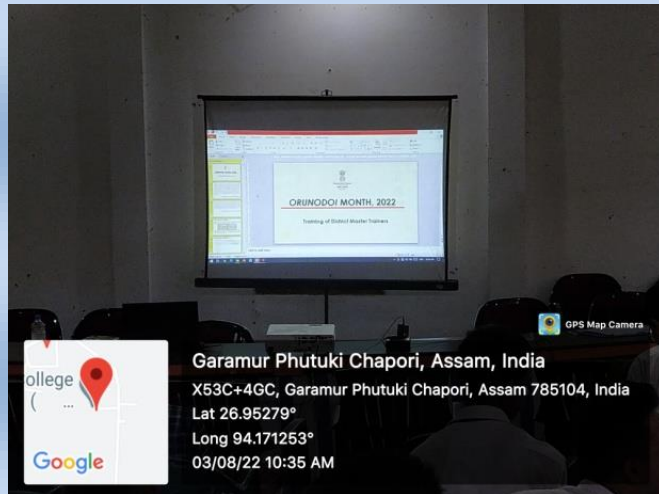 ORUNODOI MONTH, 2022
Training of District Master Trainers
GPS Map Camera
ollege
( ...
Google
Garamur Phutuki Chapori, Assam, India
X53C+4GC, Garamur Phutuki Chapori, Assam 785104, India
Lat 26.95279°
Long 94.171253°
03/08/22 10:35 AM